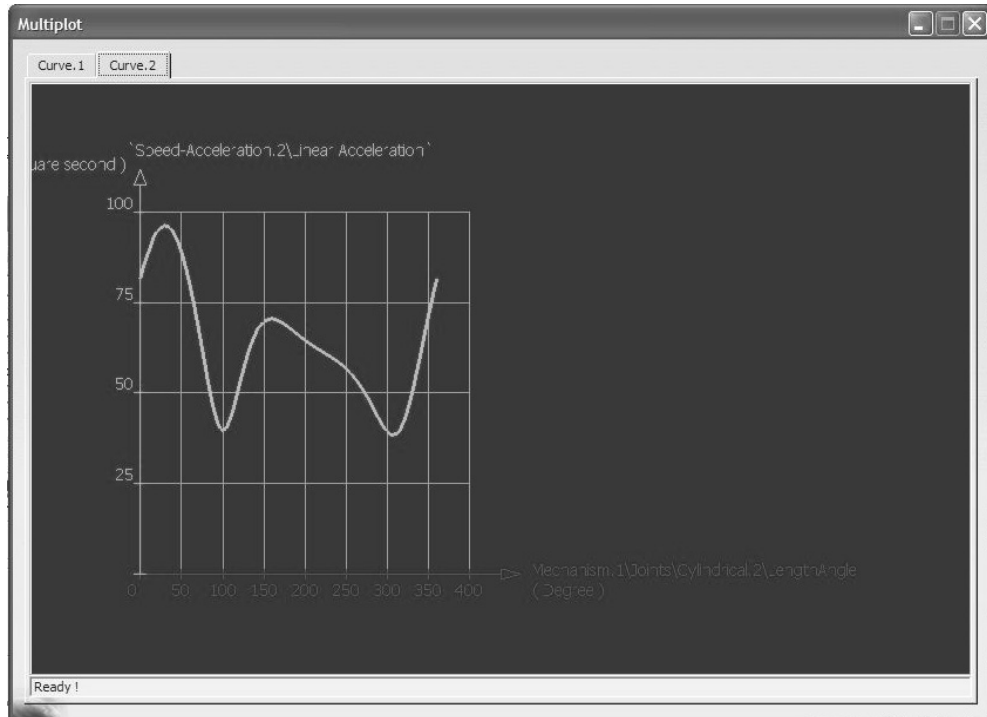 Multiplot
Curve.1 Curve.2
`Speed-Acceleration.2\Linear Acceleration`
uare second )
100
75
50
25
0 50 100 150 200 250 300 350 400
Mechanism.1\Joints\Cylindrical.2\LengthAngle
( Degree )
Ready !